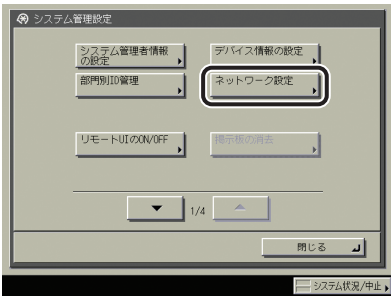 システム管理設定
システム管理者情報
の設定
デバイス情報の設定
部門別ID管理
ネットワーク設定
リモートUIのON/OFF
掲示板の消去
1/4
閉じる
システム状況/中止